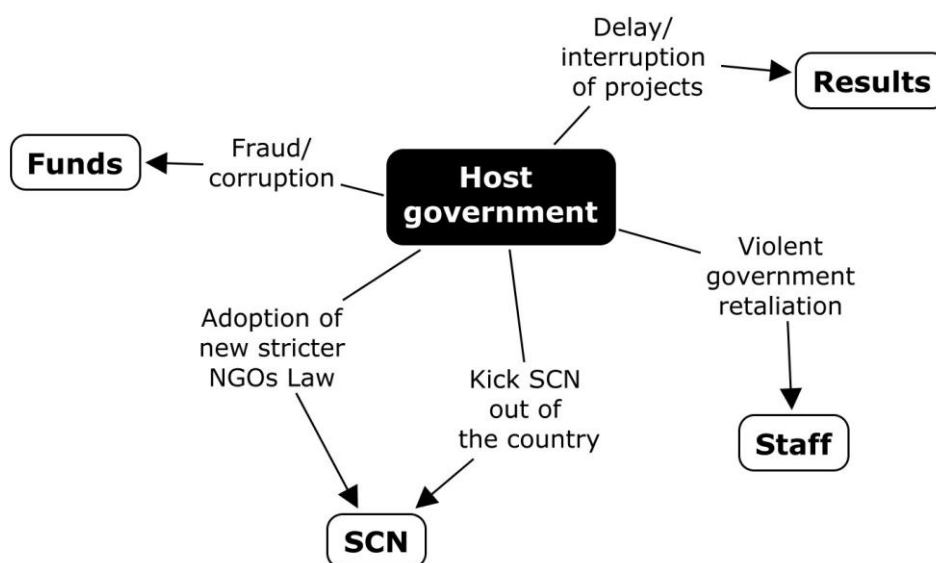 Delay/
interruption
of projects
Results
Funds
Fraud/
corruption
Host
government
Violent
government
retaliation
Adoption of
new stricter
NGOs Law
Kick SCN
out of
the country
Staff
SCN